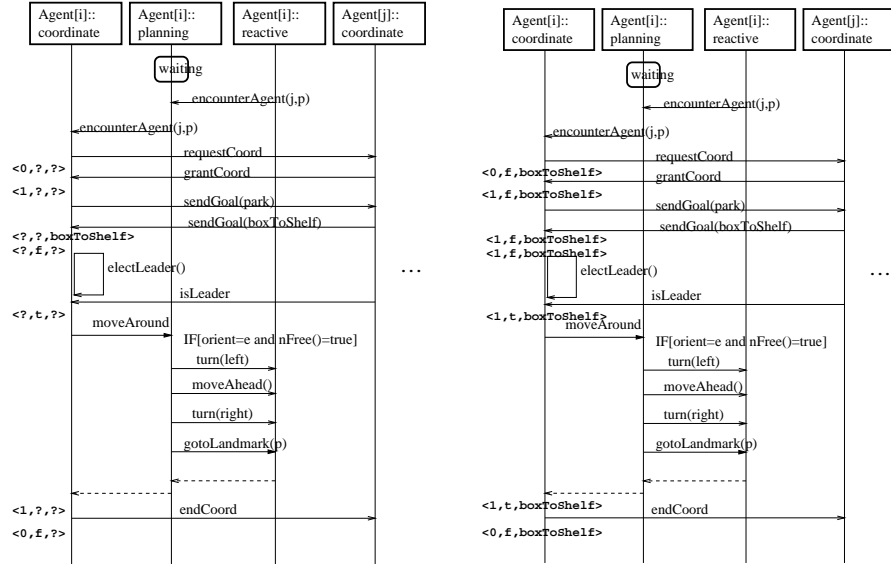 Agent[i]::
coordinate
Agent[i]::
planning
Agent[i]::
reactive
Agent[j]::
coordinate
waiting
encounterAgent(j,p)
encounterAgent(j,p)
requestCoord
<0,?,?>
grantCoord
<1,?,?>
sendGoal(park)
sendGoal(boxToShelf)
<?,?,boxToShelf>
<?,f,?>
electLeader()
...
isLeader
<?,t,?>
moveAround
IF[orient=e and nFree()=true]
turn(left)
moveAhead()
turn(right)
gotoLandmark(p)
<1,?,?>
endCoord
<0,f,?>
Agent[i]::
coordinate
Agent[i]::
planning
Agent[i]::
reactive
Agent[j]::
coordinate
waiting
encounterAgent(j,p)
encounterAgent(j,p)
requestCoord
<0,f,boxToShelf>
grantCoord
<1,f,boxToShelf>
sendGoal(park)
sendGoal(boxToShelf)
<1,f,boxToShelf>
<1,f,boxToShelf>
electLeader()
...
isLeader
<1,t,boxToShelf>
moveAround
IF[orient=e and nFree()=true]
turn(left)
moveAhead()
turn(right)
gotoLandmark(p)
<1,t,boxToShelf>
endCoord
<0,f,boxToShelf>